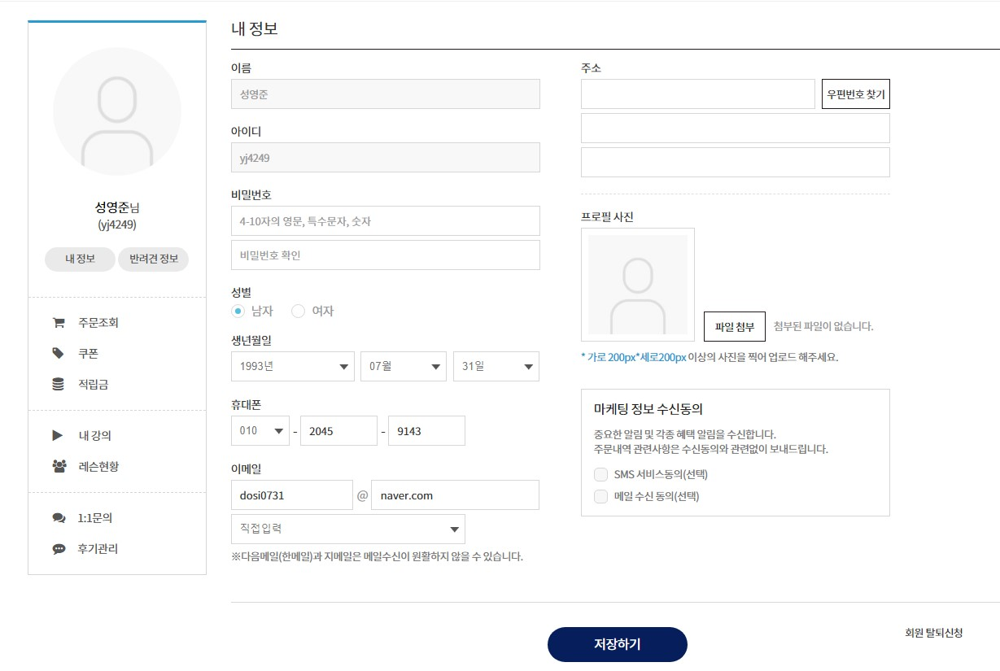 성영준님
(yj4249)
내 정보
반려견 정보
주문조회
쿠폰
적립금
내 강의
레슨현황
1:1문의
후기관리
내 정보
이름
성영준
아이디
yj4249
비밀번호
4-10자의 영문, 특수문자, 숫자
비밀번호 확인
성별
남자 여자
생년월일
1993년 07월 31일
휴대폰
010 - 2045 - 9143
이메일
dosi0731 @ naver.com
직접입력
※다음메일(한메일)과 지메일은 메일수신이 원활하지 않을 수 있습니다.
주소
우편번호 찾기
프로필 사진
파일 첨부 첨부된 파일이 없습니다.
* 가로 200px*세로200px 이상의 사진을 찍어 업로드 해주세요.
마케팅 정보 수신동의
중요한 알림 및 각종 혜택 알림을 수신합니다.
주문내역 관련사항은 수신동의와 관련없이 보내드립니다.
SMS 서비스동의(선택)
메일 수신 동의(선택)
회원 탈퇴신청
저장하기